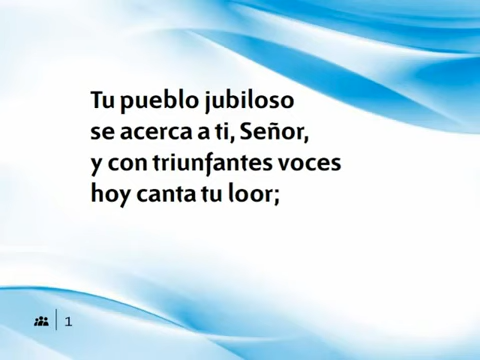 Tu pueblo jubiloso
se acerca a ti, Señor,
y con triunfantes voces
hoy canta tu loor;
1